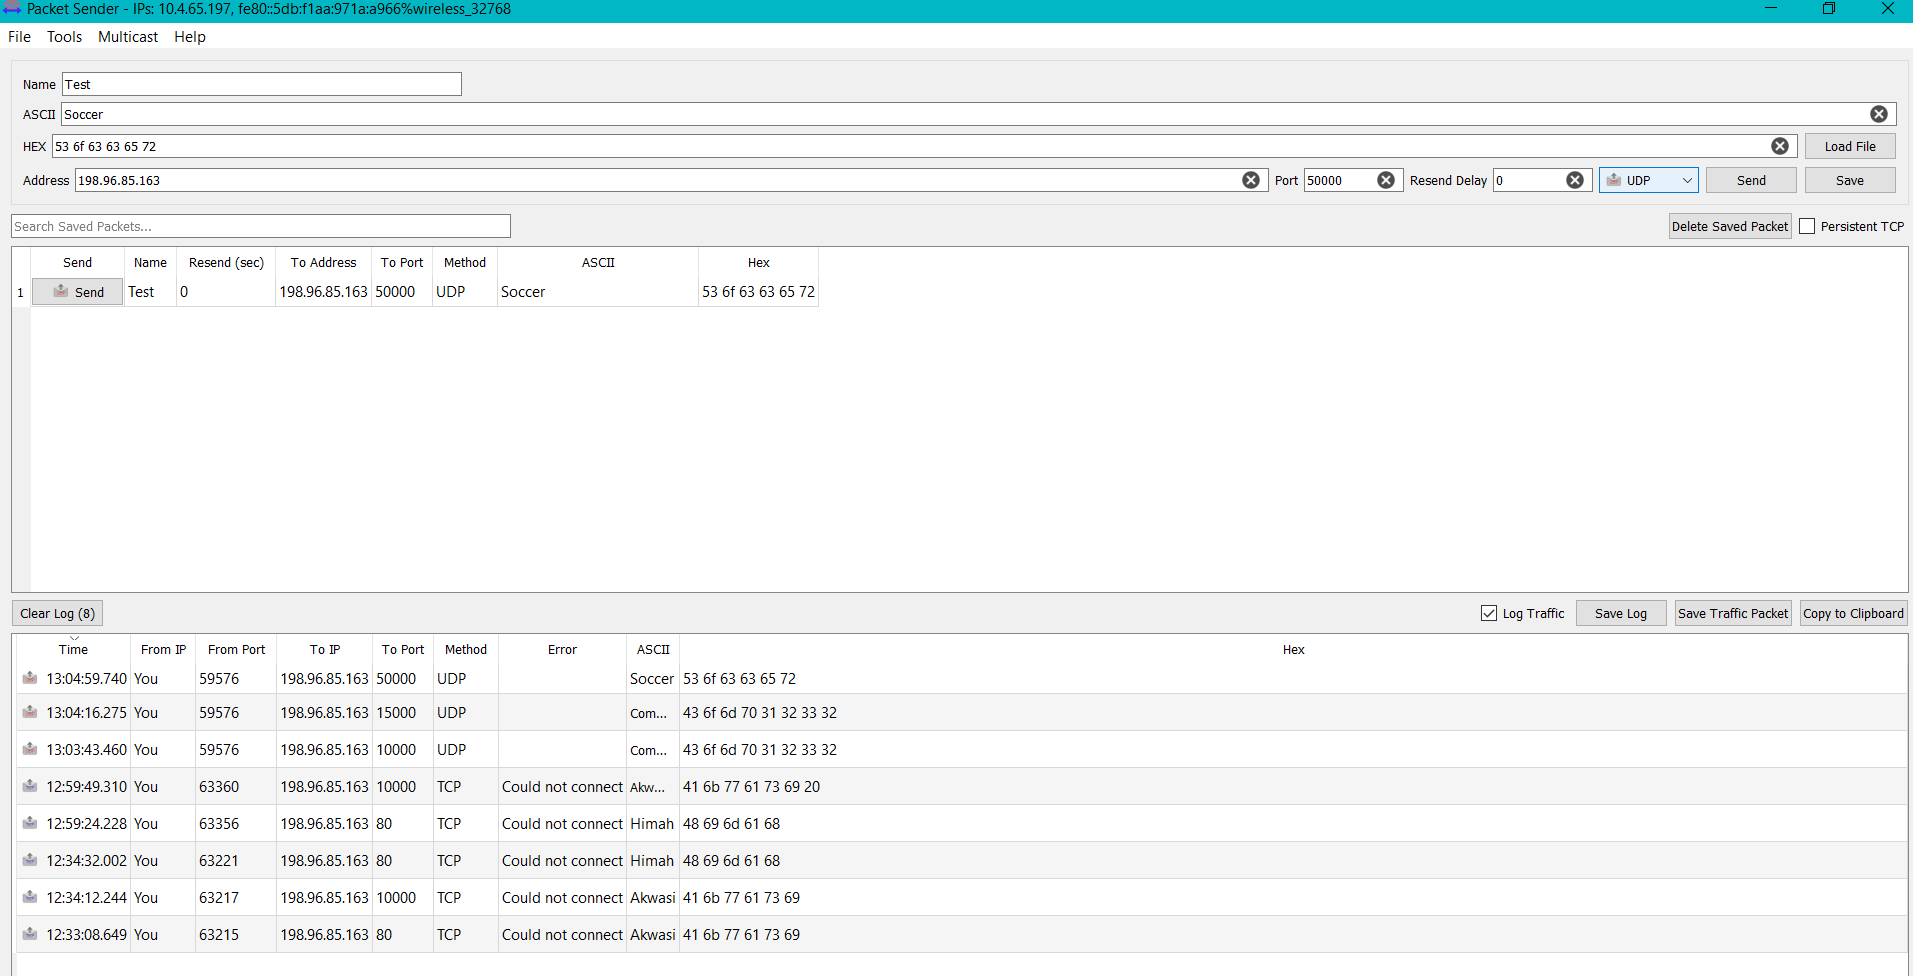 Packet Sender - IPs: 10.4.65.197, fe80::5db:f1aa:971a:a966%wireless_32768
File Tools Multicast Help
Name Test
ASCII Soccer
HEX 53 6f 63 63 65 72 Load File
Address 198.96.85.163 Port 50000 Resend Delay 0 UDP Send Save
Search Saved Packets... Delete Saved Packet Persistent TCP
Send Name Resend (sec) To Address To Port Method ASCII Hex
1 Send Test 0 198.96.85.163 50000 UDP Soccer 53 6f 63 63 65 72
Clear Log (8) Log Traffic Save Log Save Traffic Packet Copy to Clipboard
Time From IP From Port To IP To Port Method Error ASCII Hex
13:04:59.740 You 59576 198.96.85.163 50000 UDP Soccer 53 6f 63 63 65 72
13:04:16.275 You 59576 198.96.85.163 15000 UDP Com... 43 6f 6d 70 31 32 33 32
13:03:43.460 You 59576 198.96.85.163 10000 UDP Com... 43 6f 6d 70 31 32 33 32
12:59:49.310 You 63360 198.96.85.163 10000 TCP Could not connect Akw... 41 6b 77 61 73 69 20
12:59:24.228 You 63356 198.96.85.163 80 TCP Could not connect Himah 48 69 6d 61 68
12:34:32.002 You 63221 198.96.85.163 80 TCP Could not connect Himah 48 69 6d 61 68
12:34:12.244 You 63217 198.96.85.163 10000 TCP Could not connect Akwasi 41 6b 77 61 73 69
12:33:08.649 You 63215 198.96.85.163 80 TCP Could not connect Akwasi 41 6b 77 61 73 69